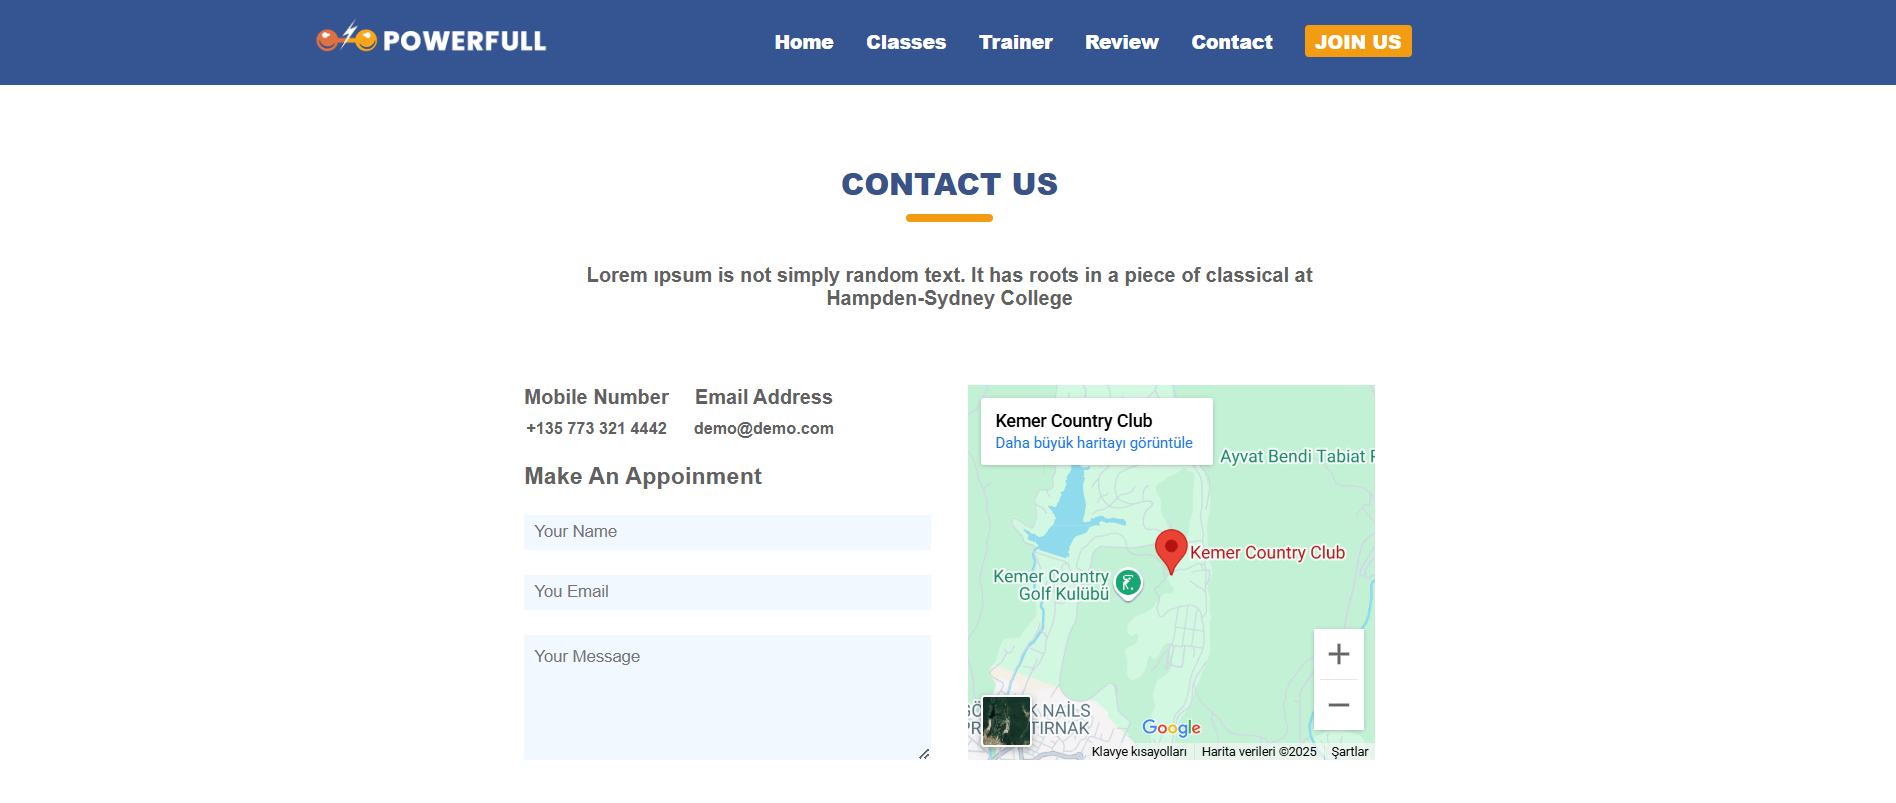 POWERFULL
Home Classes Trainer Review Contact JOIN US
CONTACT US
Lorem ıpsum is not simply random text. It has roots in a piece of classical at
Hampden-Sydney College
Mobile Number Email Address
+135 773 321 4442 demo@demo.com
Make An Appoinment
Your Name
You Email
Your Message
Kemer Country Club
Daha büyük haritayı görüntüle
Ayvat Bendi Tabiat
Kemer Country Club
Kemer Country
Golf Kulübü
NAİLS
TIRNAK
Google
Klavye kısayolları Harita verileri ©2025 Şartlar